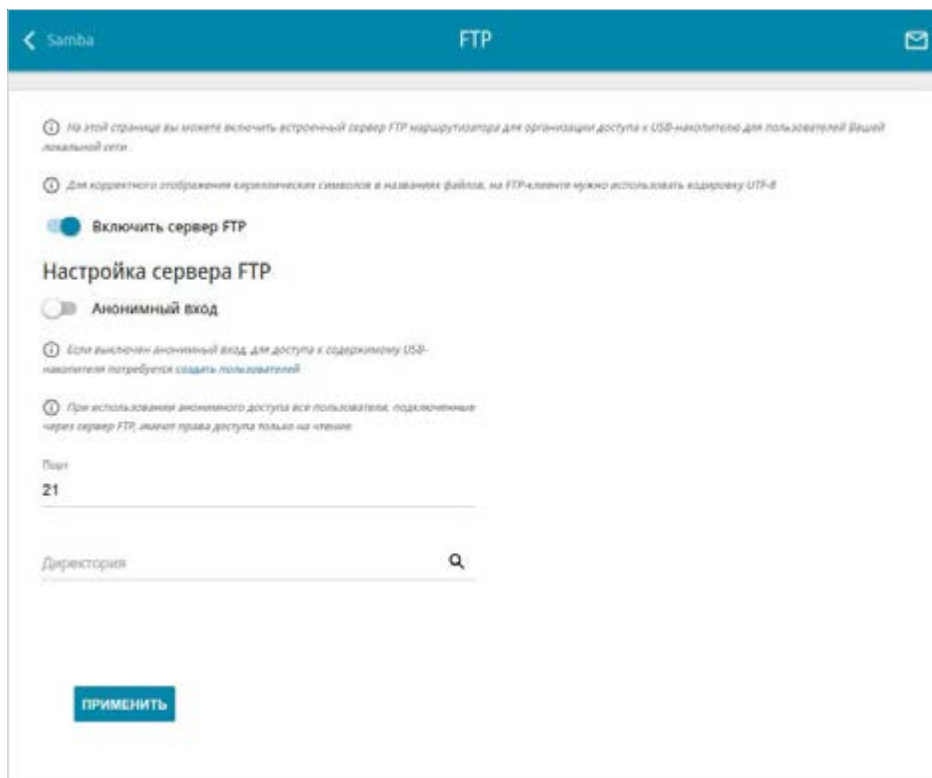 Samba
FTP
На этой странице вы можете включить встроенный сервер FTP маршрутизатора для организации доступа к USB-накопителю для пользователей Вашей
локальной сети
Для корректного отображения кириллических символов в названиях файлов, на FTP-клиенте нужно использовать кодировку UTF-8
Включить сервер FTP
Настройка сервера FTP
Анонимный вход
Если выключен анонимный вход, для доступа к содержимому USB-
накопителя потребуется создать пользователей
При использовании анонимного доступа все пользователи, подключенные
через сервер FTP, имеют права доступа только на чтение
Порт
21
Директория
ПРИМЕНИТЬ